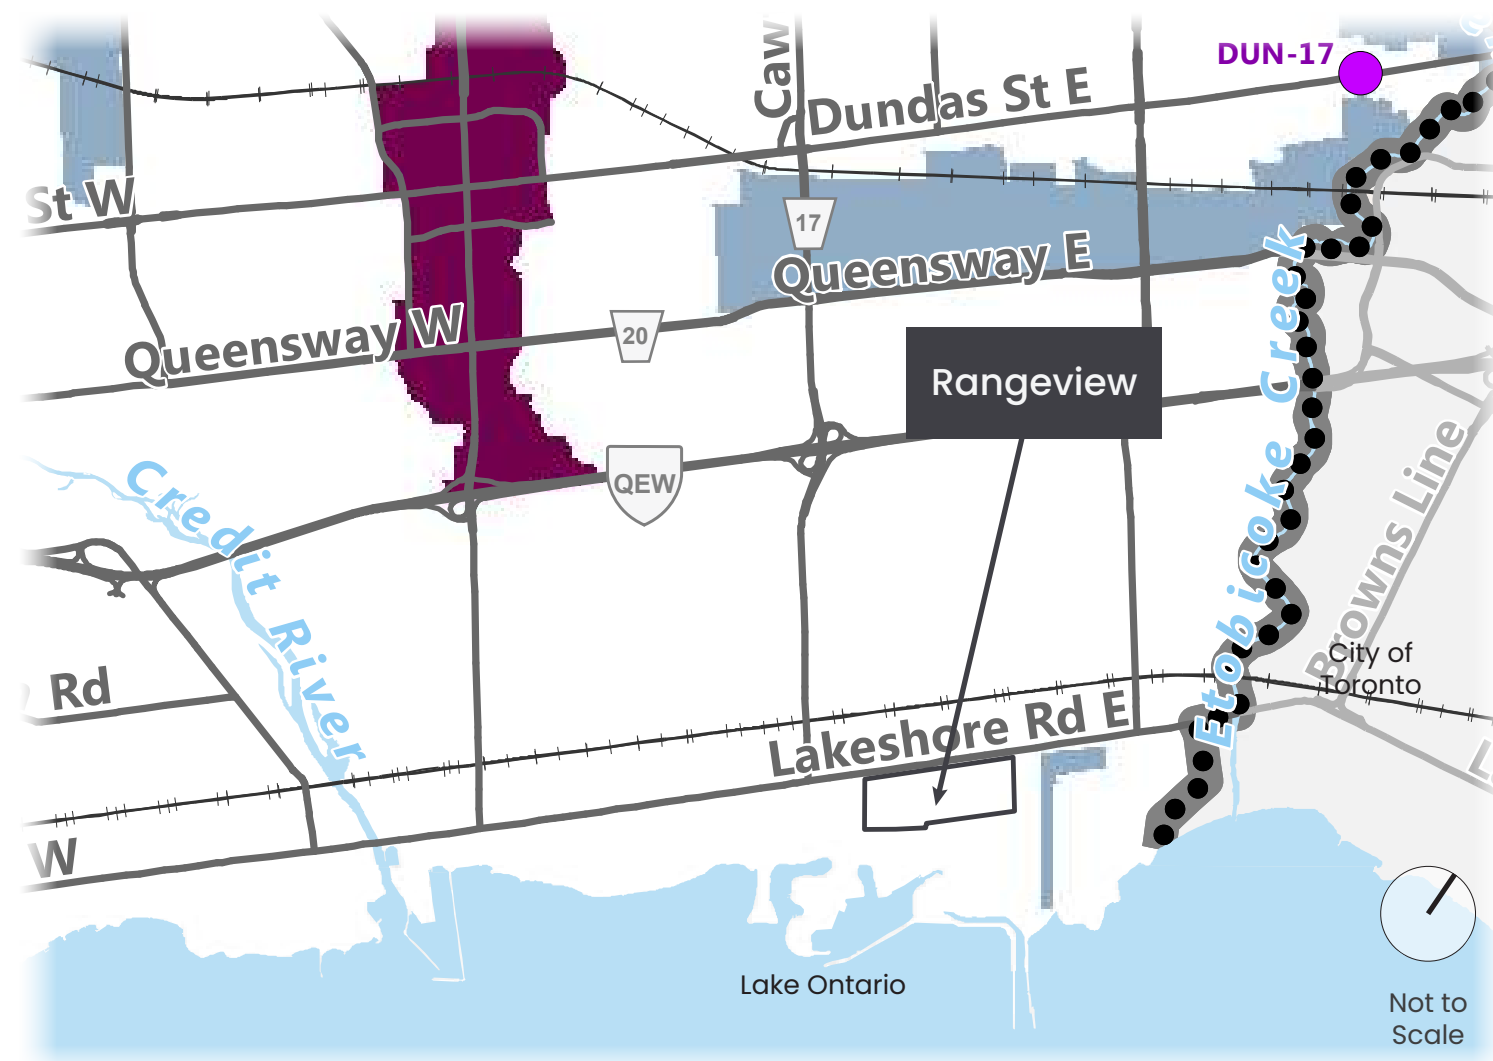 DUN-17
Caw
Dundas St E
St W
17
Queensway E
Queensway W
20
Rangeview
QEW
Credit River
Etobicoke Creek
Browns Line
City of
Toronto
Rd
Lakeshore Rd E
L
W
Lake Ontario
Not to
Scale